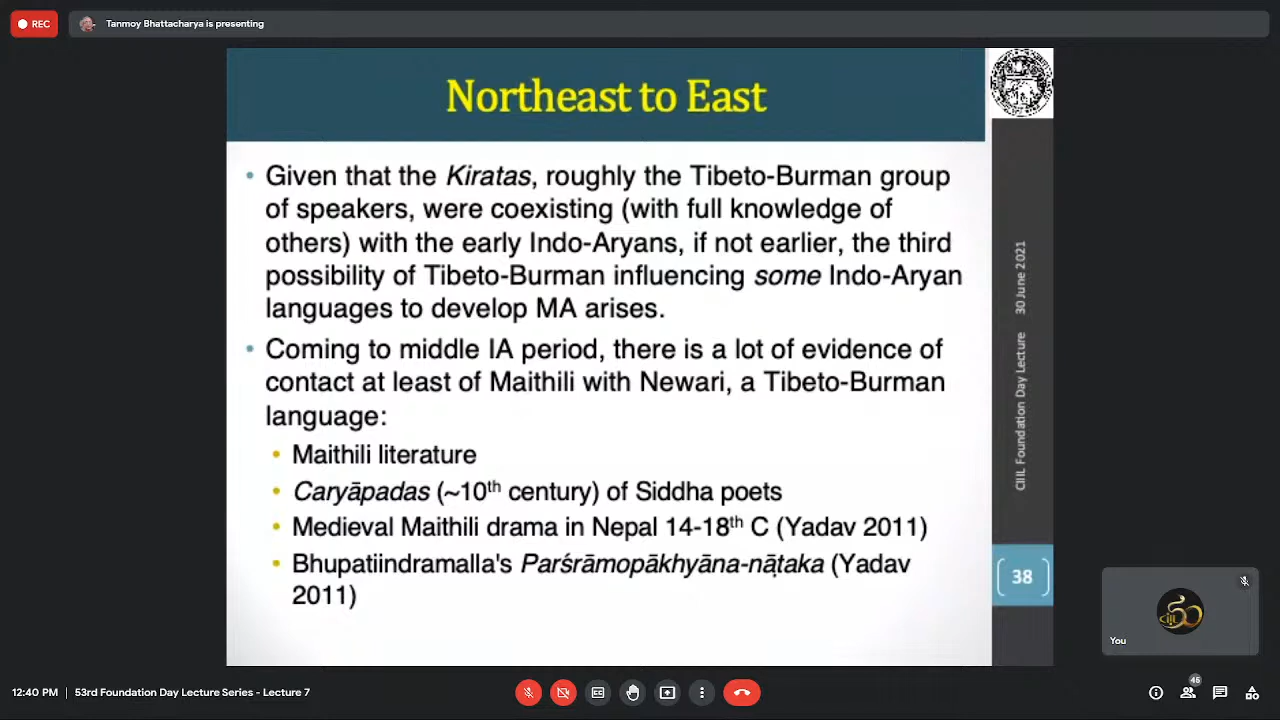 REC
Tanmoy Bhattacharya is presenting
Northeast to East
• Given that the Kiratas, roughly the Tibeto-Burman group
of speakers, were coexisting (with full knowledge of
others) with the early Indo-Aryans, if not earlier, the third
possibility of Tibeto-Burman influencing some Indo-Aryan
languages to develop MA arises.
• Coming to middle IA period, there is a lot of evidence of
contact at least of Maithili with Newari, a Tibeto-Burman
language:
• Maithili literature
• Caryāpadas (~10th century) of Siddha poets
• Medieval Maithili drama in Nepal 14-18th C (Yadav 2011)
• Bhupatiindramalla's Parśrāmopākhyāna-nāṭaka (Yadav
2011)
CIIL Foundation Day Lecture 30 June 2021
38
You
12:40 PM | 53rd Foundation Day Lecture Series - Lecture 7
45